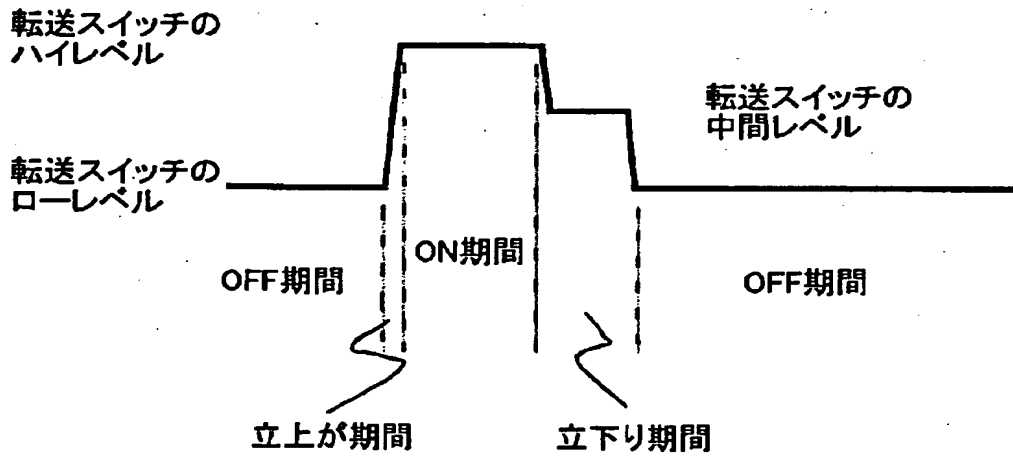 転送スイッチの
ハイレベル
転送スイッチの
中間レベル
転送スイッチの
ローレベル
ON期間
OFF期間
OFF期間
立上が期間
立下り期間